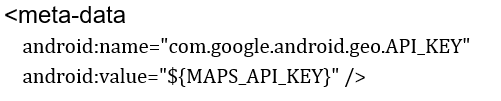 <meta-data
android:name="com.google.android.geo.API_KEY"
android:value="${MAPS_API_KEY}" />